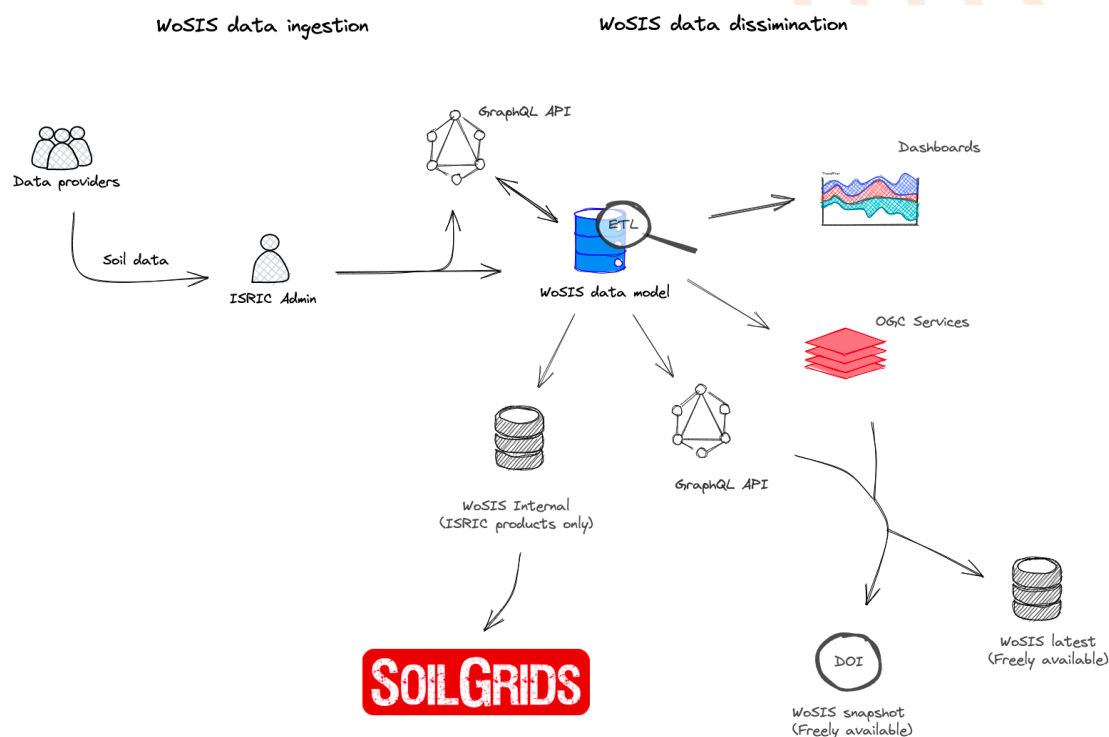 WoSIS data ingestion
WoSIS data dissimination
GraphQL API
Dashboards
Data providers
ETL
Soil data
ISRIC Admin
WoSIS data model
OGC Services
GraphQL API
WoSIS Internal
(ISRIC products only)
WoSIS latest
(Freely available)
DOI
SOILGRIDS
WoSIS snapshot
(Freely available)